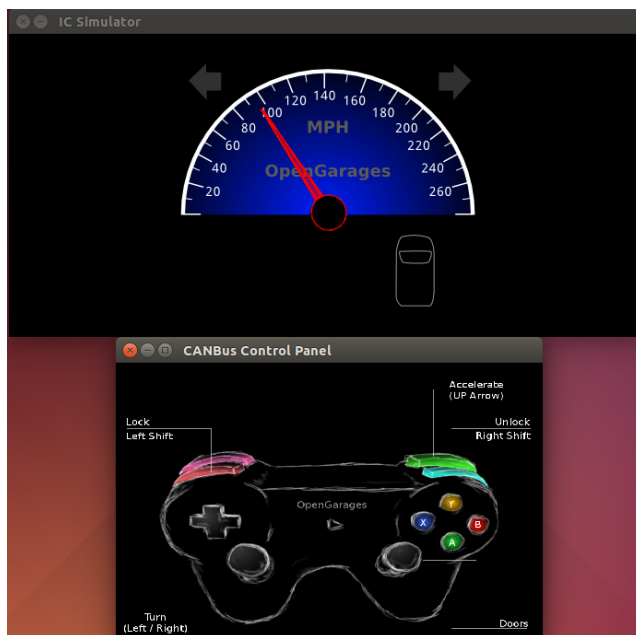 IC Simulator
20
40
60
80
100
120
140
160
180
200
220
240
260
MPH
OpenGarages
CANBus Control Panel
Accelerate
(UP Arrow)
Lock
Left Shift
Unlock
Right Shift
OpenGarages
Y
X
B
A
Turn
(Left / Right)
Doors